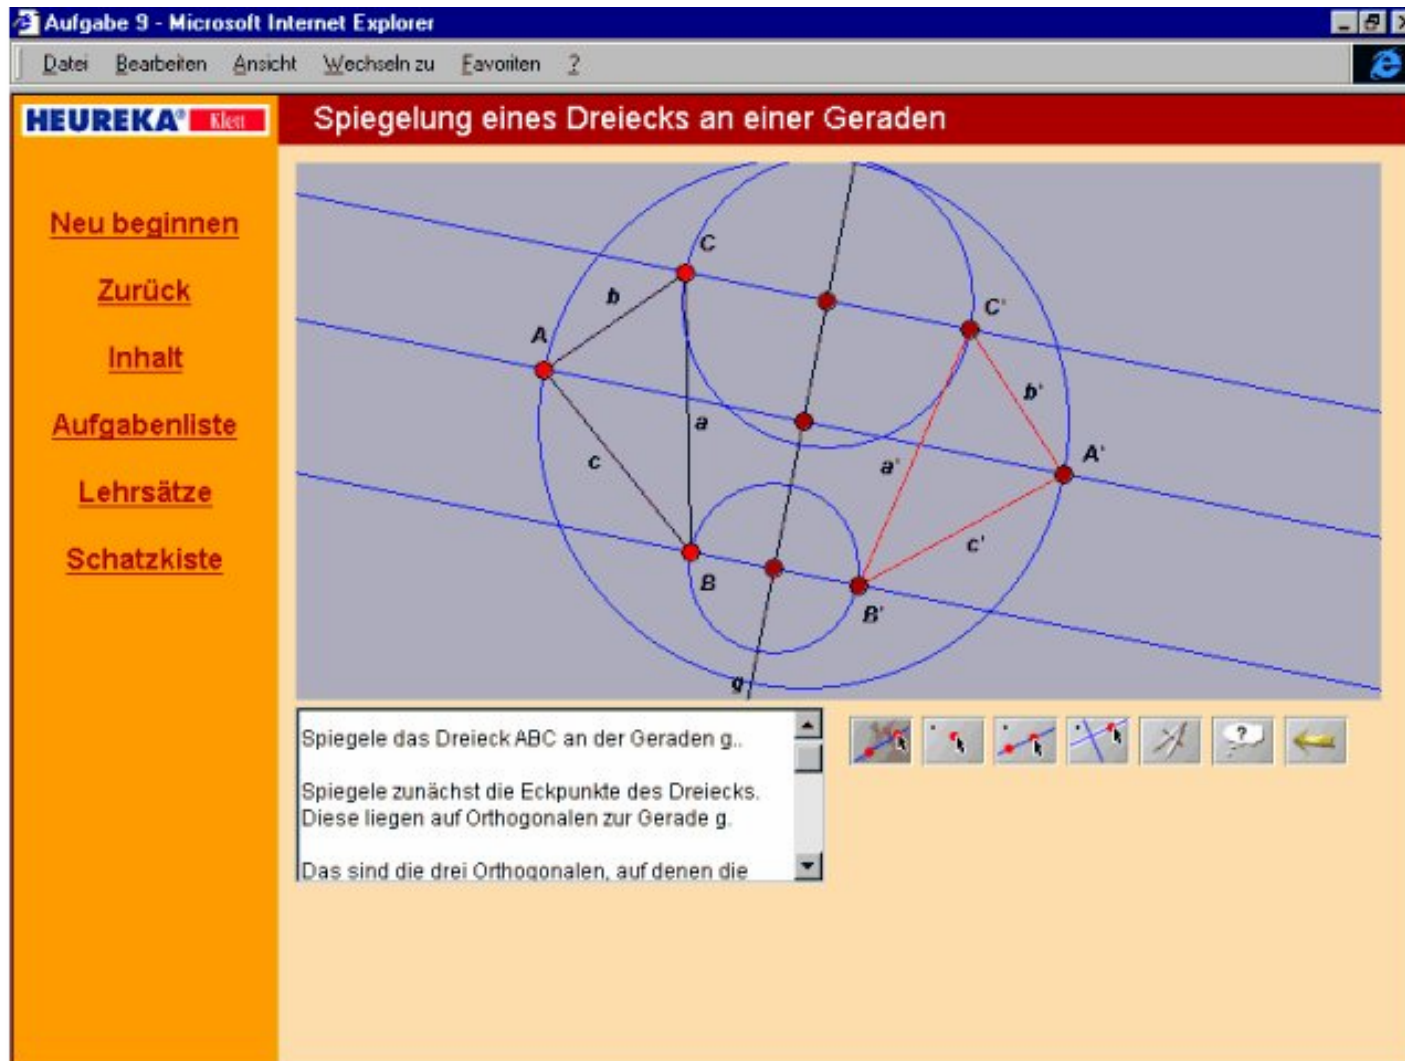 Aufgabe 9 - Microsoft Internet Explorer
Datei Bearbeiten Ansicht Wechseln zu Favoriten ?
HEUREKA® Klett
Spiegelung eines Dreiecks an einer Geraden
Neu beginnen
Zurück
Inhalt
Aufgabenliste
Lehrsätze
Schatzkiste
C
b
A
C'
b'
a
A'
c
a'
c'
B
B'
g
Spiegele das Dreieck ABC an der Geraden g..
Spiegele zunächst die Eckpunkte des Dreiecks.
Diese liegen auf Orthogonalen zur Gerade g.
Das sind die drei Orthogonalen, auf denen die
?